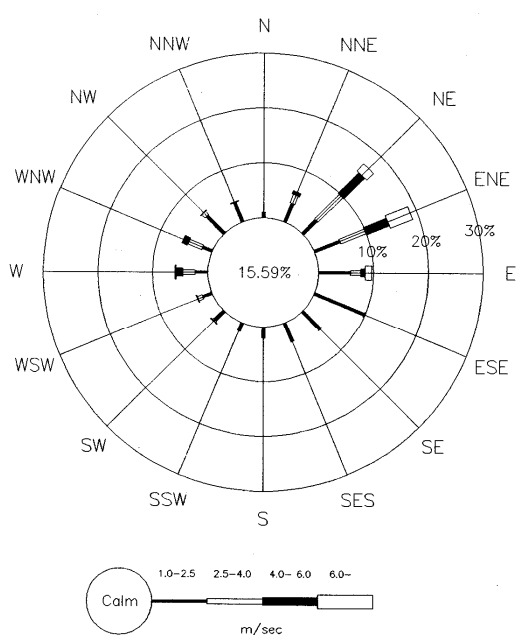 N
NNW NNE
NW NE
WNW ENE
30%
20%
10%
W 15.59% E
WSW ESE
SW SE
SSW SES
S
1.0-2.5 2.5-4.0 4.0- 6.0 6.0~
Calm
m/sec